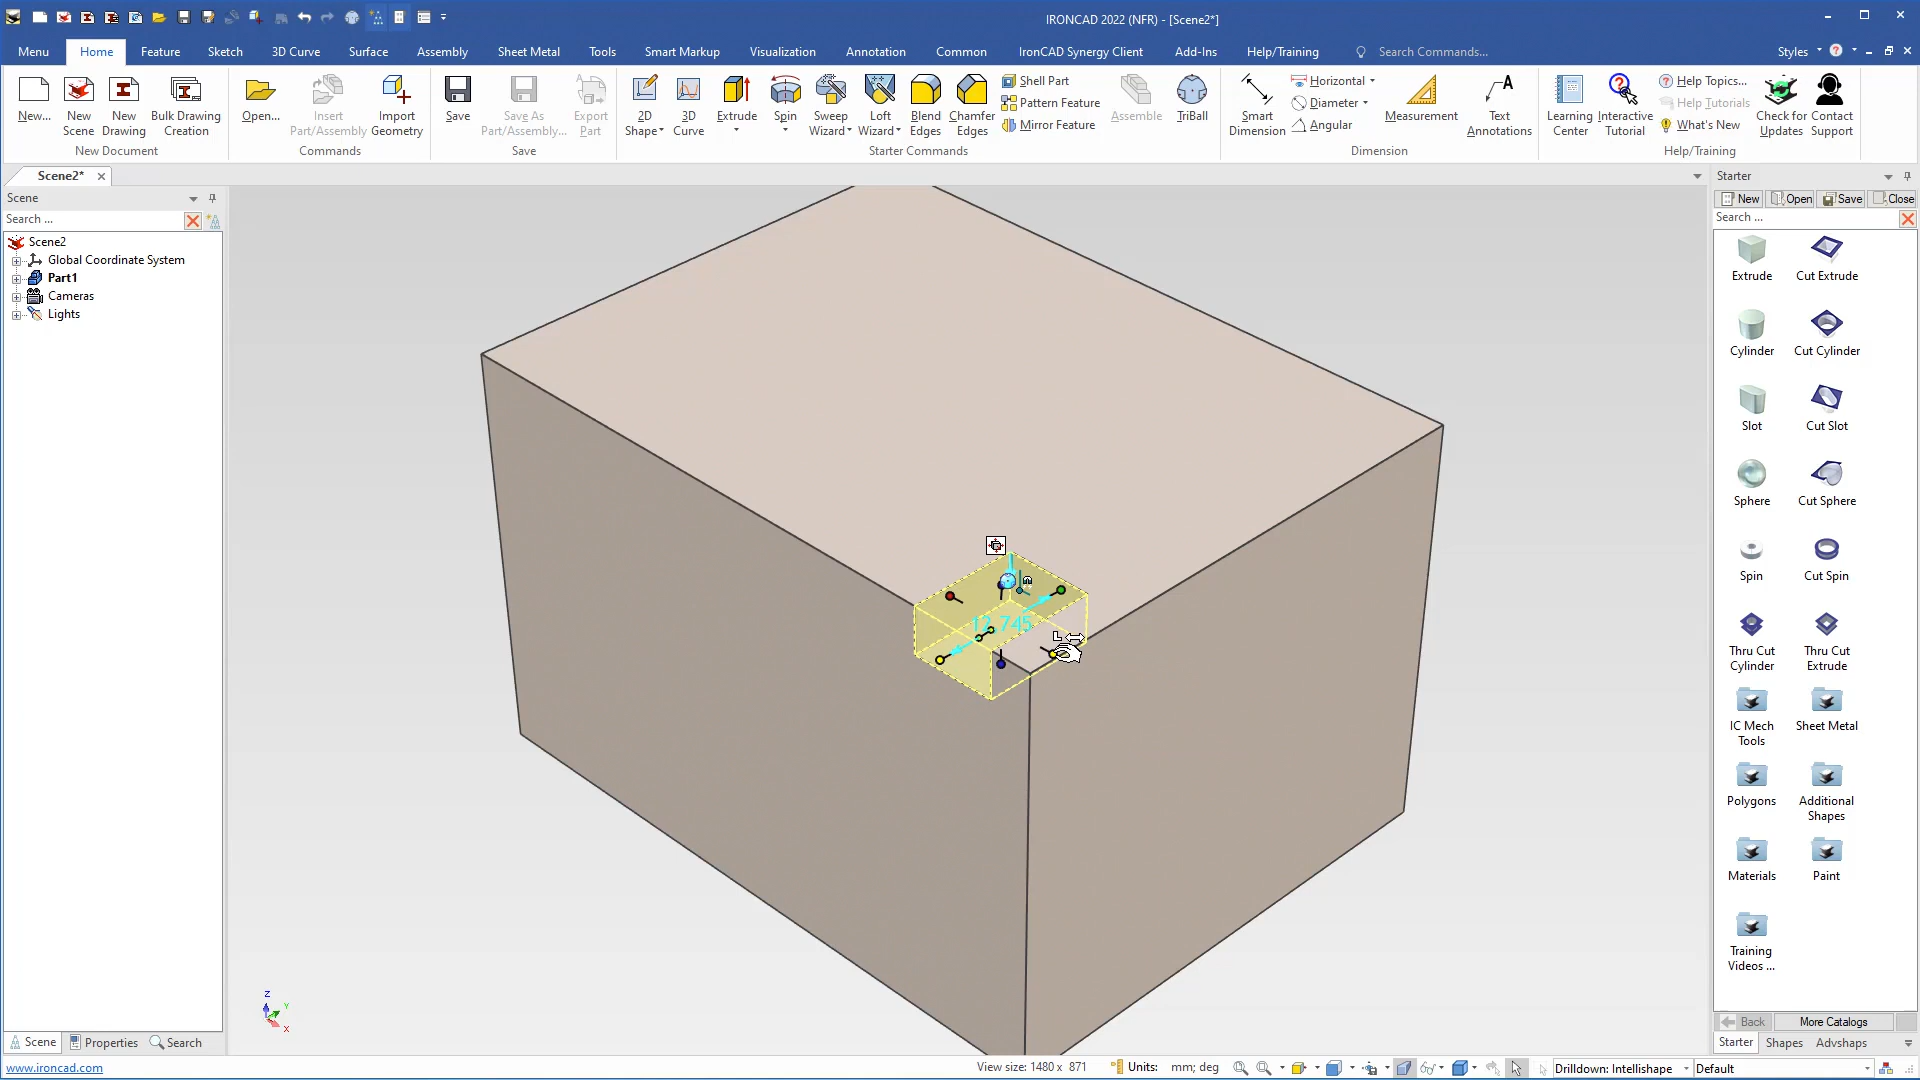 IRONCAD 2022 (NFR) - [Scene2*]
Menu Home Feature Sketch 3D Curve Surface Assembly Sheet Metal Tools Smart Markup Visualization Annotation Common IronCAD Synergy Client Add-Ins Help/Training Search Commands... Styles
New... New Scene New Drawing Bulk Drawing Creation
New Document
Open... Insert Part/Assembly Import Geometry
Commands
Save Save As Part/Assembly... Export Part
Save
2D Shape 3D Curve Extrude Spin Sweep Wizard Loft Wizard Blend Edges Chamfer Edges
Shell Part
Pattern Feature
Mirror Feature
Assemble TriBall
Starter Commands
Smart Dimension
Horizontal
Diameter
Angular
Measurement Text Annotations
Dimension
Learning Center Interactive Tutorial
Help Topics...
Help Tutorials
What's New
Check for Updates Contact Support
Help/Training
Scene2*
Scene
Search ...
Scene2
Global Coordinate System
Part1
Cameras
Lights
12.745
L
Z
Y
X
Starter
New Open Save Close
Search ...
Extrude Cut Extrude
Cylinder Cut Cylinder
Slot Cut Slot
Sphere Cut Sphere
Spin Cut Spin
Thru Cut Cylinder Thru Cut Extrude
IC Mech Tools Sheet Metal
Polygons Additional Shapes
Materials Paint
Training Videos ...
Back More Catalogs
Starter Shapes Advshaps
Scene Properties Search
www.ironcad.com
View size: 1480 x 871 Units: mm; deg Drilldown: Intellishape Default